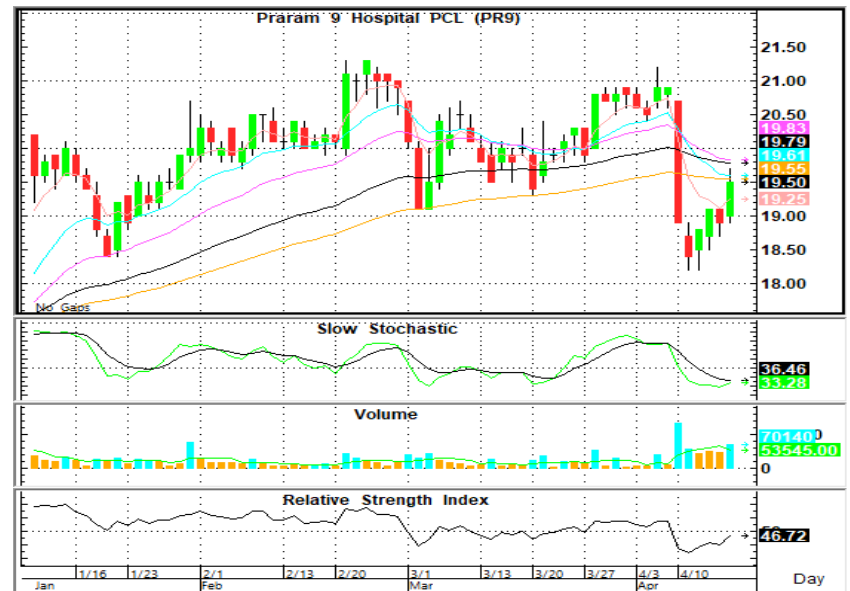 Praram 9 Hospital PCL (PR9)
21.50
21.00
20.50
19.83
19.79
19.61
19.55
19.50
19.25
19.00
18.50
18.00
No Gaps
Slow Stochastic
36.46
33.28
Volume
70140
53545.00
0
Relative Strength Index
46.72
1/16 1/23 2/1 2/13 2/20 3/1 3/13 3/20 3/27 4/3 4/10
Jan Feb Mar Apr Day